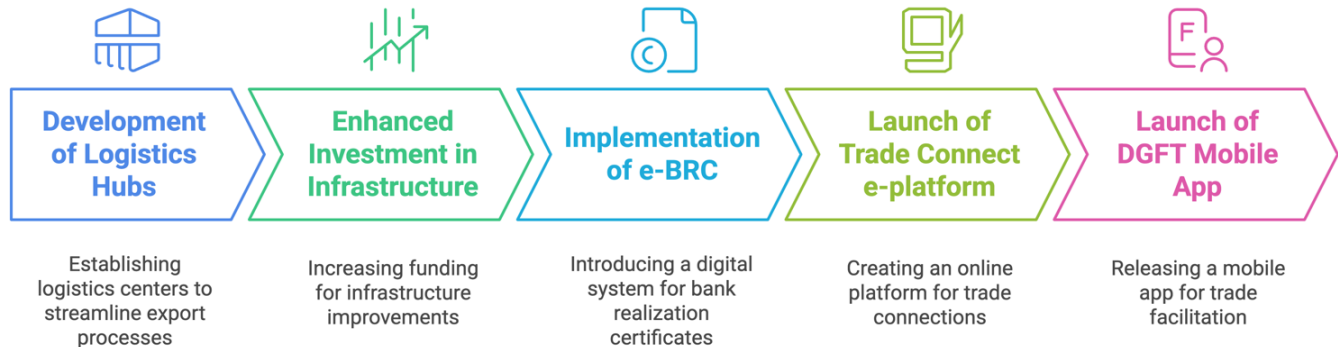 F
C
Development
of Logistics
Hubs
Enhanced
Investment in
Infrastructure
Implementation
of e-BRC
Launch of
Trade Connect
e-platform
Launch of
DGFT Mobile
App
Establishing
logistics centers to
streamline export
processes
Increasing funding
for infrastructure
improvements
Introducing a digital
system for bank
realization
certificates
Creating an online
platform for trade
connections
Releasing a mobile
app for trade
facilitation